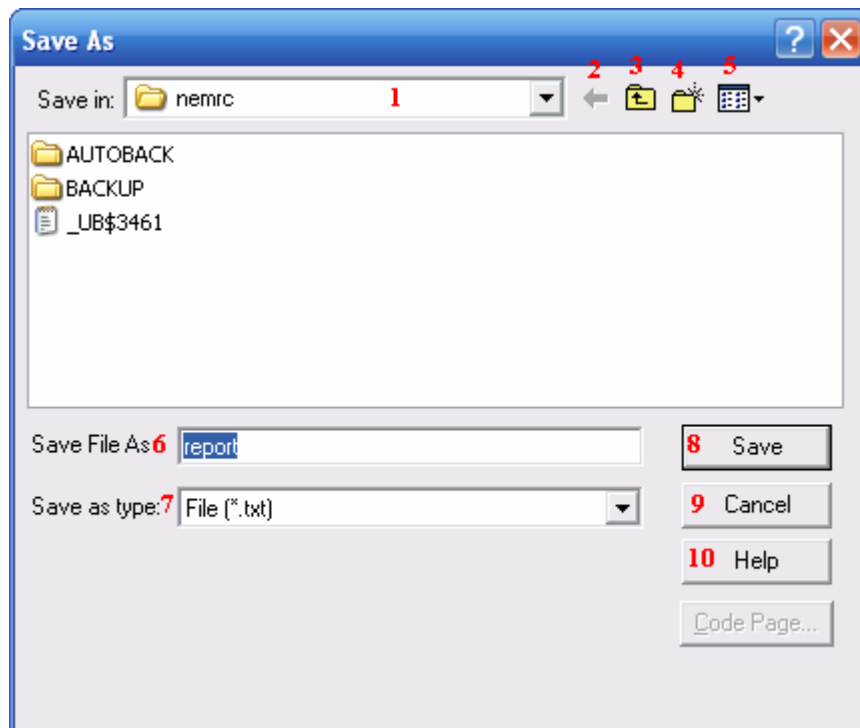 Save As
2 3 4 5
Save in: nemrc 1
AUTOBACK
BACKUP
_UB$3461
Save File As 6 report 8 Save
Save as type: 7 File (*.txt) 9 Cancel
10 Help
Code Page...